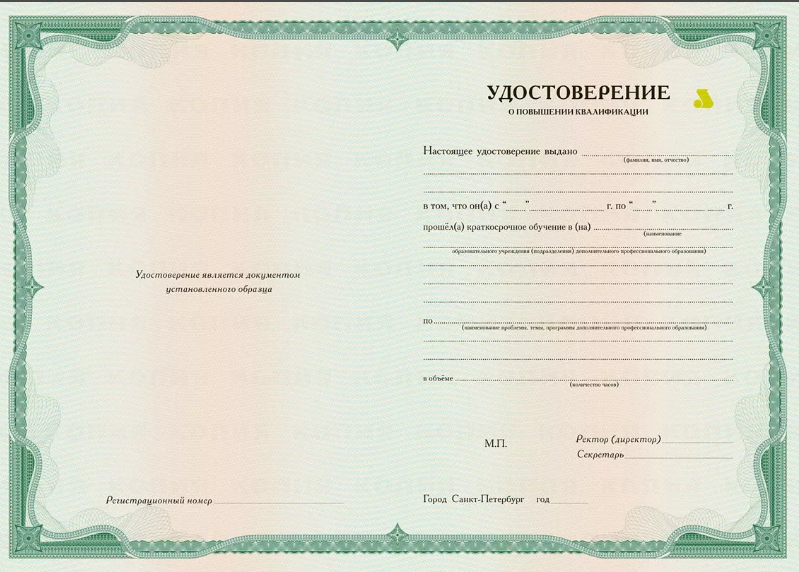 Удостоверение является документом
установленного образца
Регистрационный номер
УДОСТОВЕРЕНИЕ
О ПОВЫШЕНИИ КВАЛИФИКАЦИИ
Настоящее удостоверение выдано
(фамилия, имя, отчество)
в том, что он(а) с “ ” г. по “ ” г.
прошёл(а) краткосрочное обучение в (на)
(наименование
образовательного учреждения (подразделения) дополнительного профессионального образования)
по
(наименование проблемы, темы, программы дополнительного профессионального образования)
в объёме
(количество часов)
М.П.
Ректор (директор)
Секретарь
Город Санкт-Петербург год